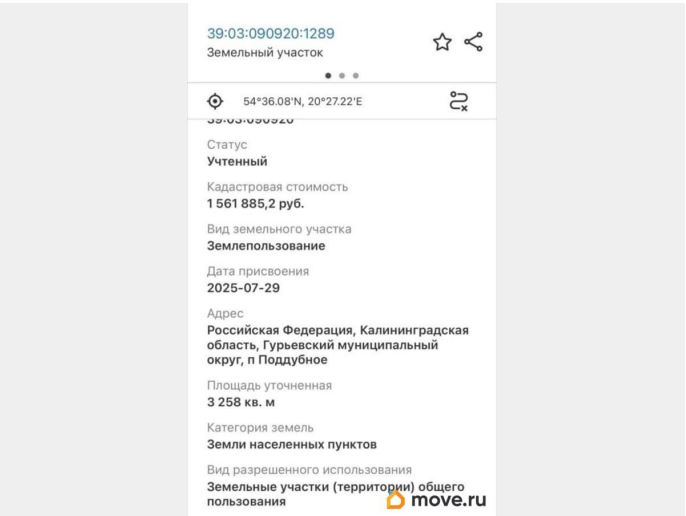 39:03:090920:1289
Земельный участок
54°36.08'N, 20°27.22'E
39:03:090920
Статус
Учтенный
Кадастровая стоимость
1 561 885,2 руб.
Вид земельного участка
Землепользование
Дата присвоения
2025-07-29
Адрес
Российская Федерация, Калининградская
область, Гурьевский муниципальный
округ, п Поддубное
Площадь уточненная
3 258 кв. м
Категория земель
Земли населенных пунктов
Вид разрешенного использования
Земельные участки (территории) общего
пользования
move.ru